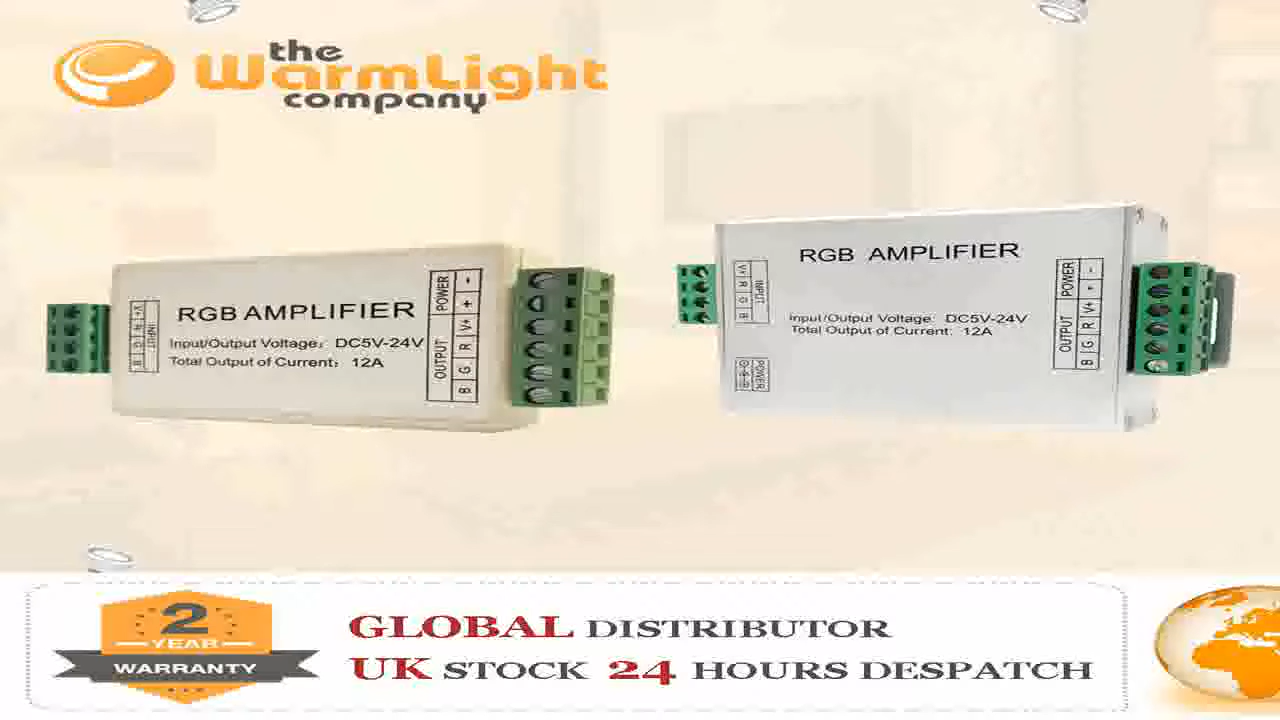 the
WarmLight
company
RGB AMPLIFIER
Input/Output Voltage: DC5V-24V
Total Output of Current: 12A
INPUT
V+ R G B
OUTPUT POWER
B G R V+ + -
RGB AMPLIFIER
Input/Output Voltage: DC5V-24V
Total Output of Current: 12A
INPUT
V+ R G B
POWER
OUTPUT POWER
B G R V+ + -
2
YEAR
WARRANTY
GLOBAL DISTRIBUTOR
UK STOCK 24 HOURS DESPATCH